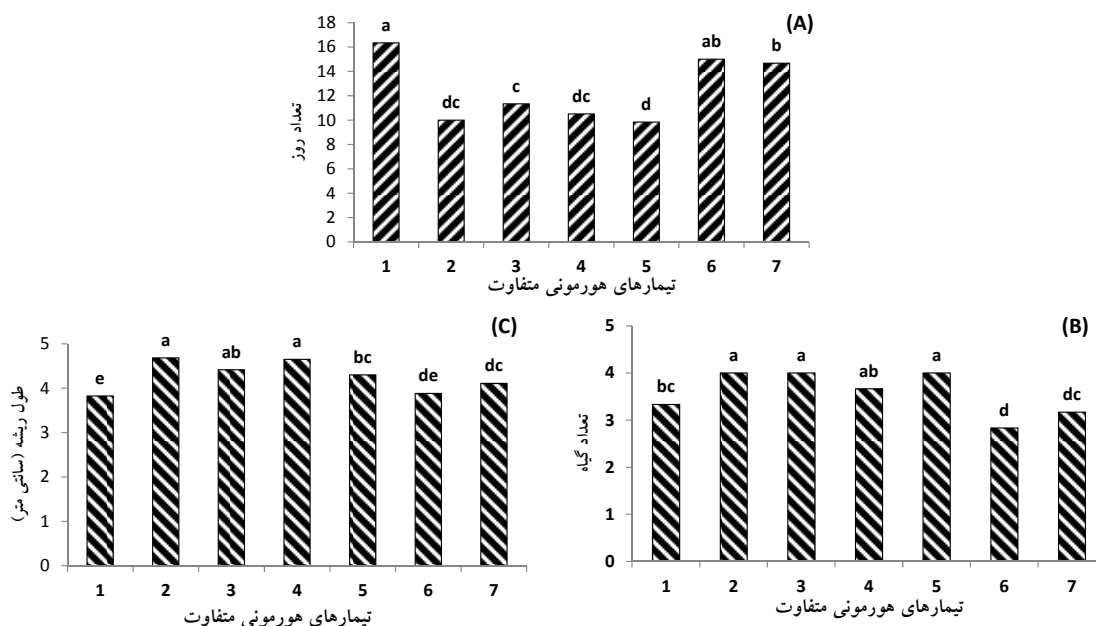 (A)
تعداد روز
18
16
14
12
10
8
6
4
2
0
a dc c dc d ab b
1 2 3 4 5 6 7
تیمارهای هورمونی متفاوت
(B)
تعداد گیاه
5
4
3
2
1
0
bc a a ab a d dc
1 2 3 4 5 6 7
تیمارهای هورمونی متفاوت
(C)
طول ریشه (سانتی متر)
5
4
3
2
1
0
e a ab a bc de dc
1 2 3 4 5 6 7
تیمارهای هورمونی متفاوت